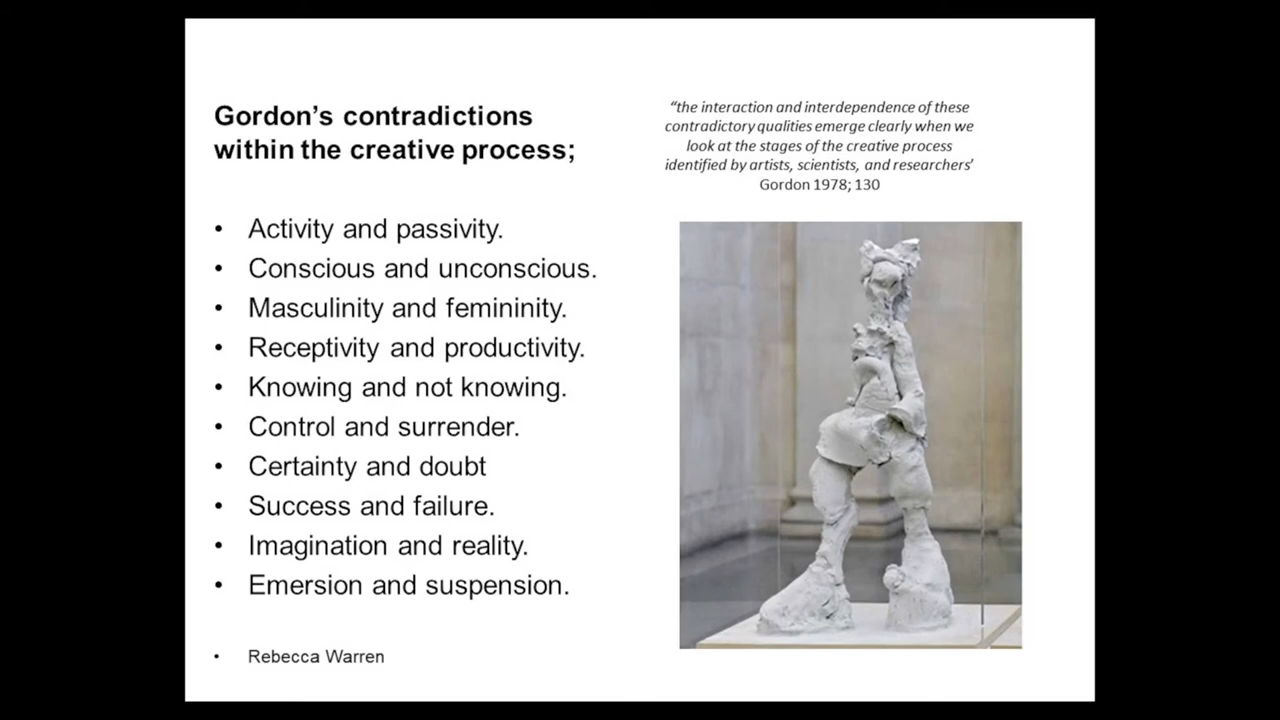 Gordon’s contradictions
within the creative process;
“the interaction and interdependence of these
contradictory qualities emerge clearly when we
look at the stages of the creative process
identified by artists, scientists, and researchers’
Gordon 1978; 130
• Activity and passivity.
• Conscious and unconscious.
• Masculinity and femininity.
• Receptivity and productivity.
• Knowing and not knowing.
• Control and surrender.
• Certainty and doubt
• Success and failure.
• Imagination and reality.
• Emersion and suspension.
• Rebecca Warren